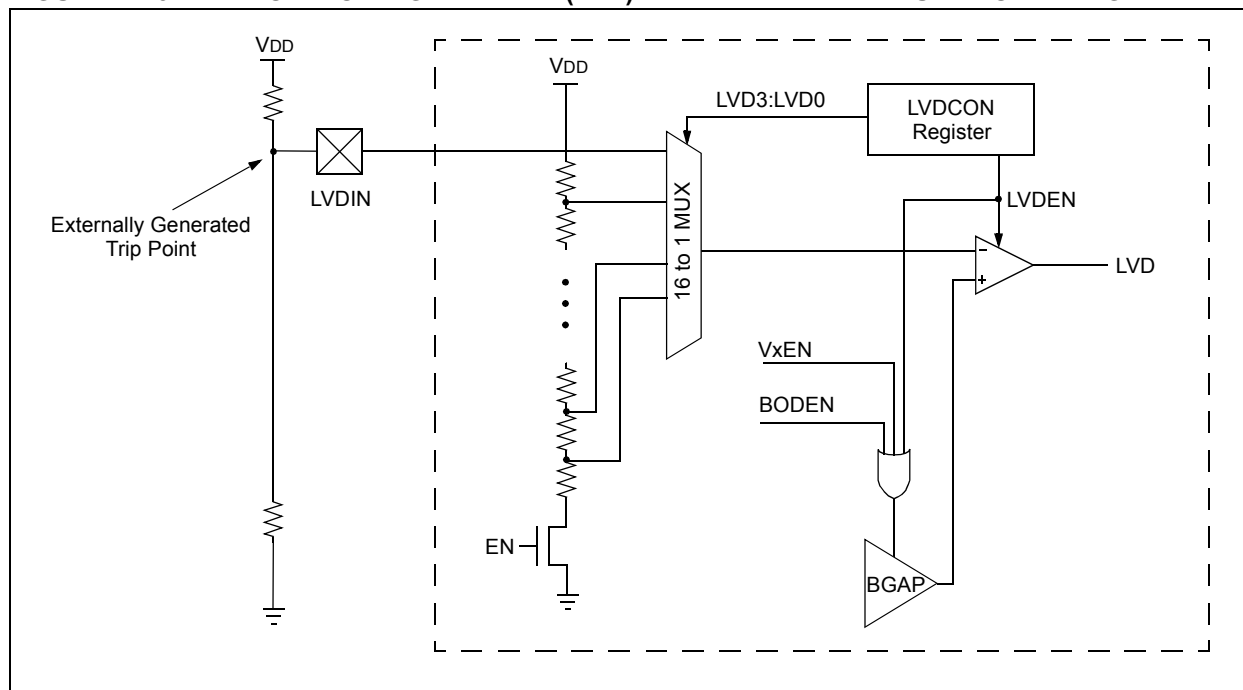 VDD
VDD
LVD3:LVD0
LVDCON
Register
LVDIN
16 to 1 MUX
LVDEN
Externally Generated
Trip Point
–
+
LVD
VxEN
BODEN
EN
BGAP